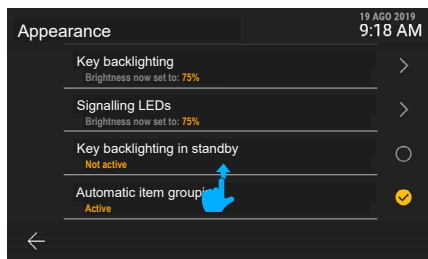 19 AGO 2019
Appearance
9:18 AM
Key backlighting
Brightness now set to: 75%
Signalling LEDs
Brightness now set to: 75%
Key backlighting in standby
Not active
Automatic item grouping
Active